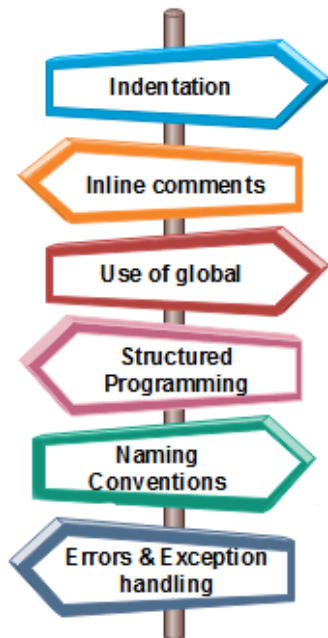 Indentation
Inline comments
Use of global
Structured
Programming
Naming
Conventions
Errors & Exception
handling